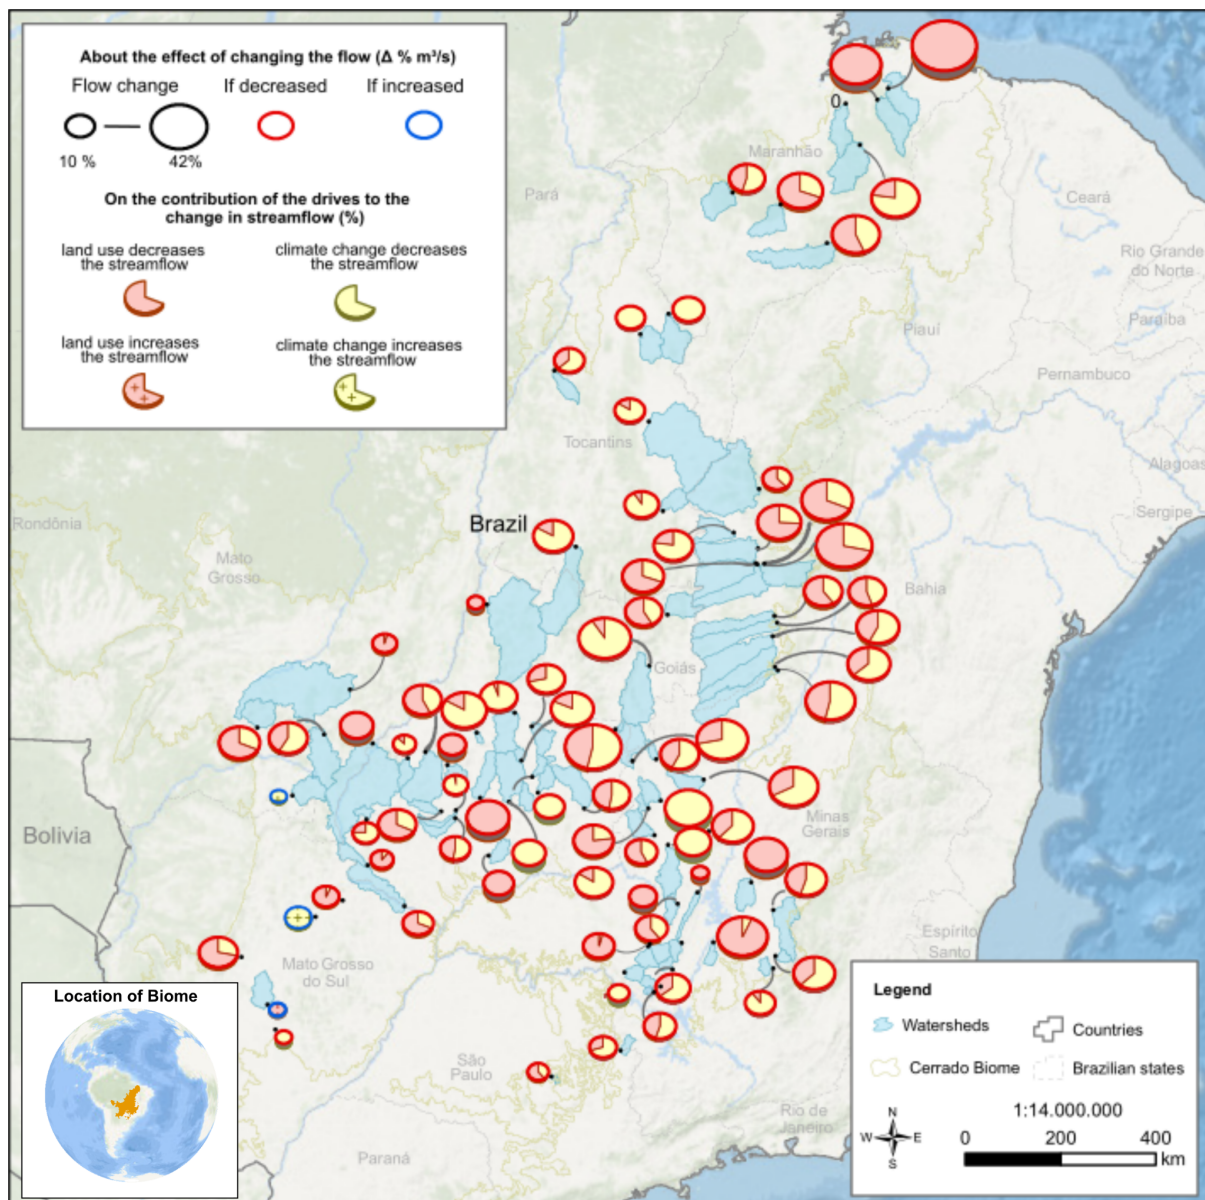 About the effect of changing the flow (Δ % m³/s)
Flow change
If decreased
If increased
10 %
42%
On the contribution of the drives to the
change in streamflow (%)
land use decreases
the streamflow
climate change decreases
the streamflow
land use increases
the streamflow
climate change increases
the streamflow
0
Maranhão
Pará
Ceará
Rio Grande
do Norte
Paraíba
Piauí
Pernambuco
Tocantins
Alagoas
Sergipe
Rondônia
Brazil
Mato
Grosso
Bahia
Goiás
Bolivia
Minas
Gerais
Espírito
Santo
Mato Grosso
do Sul
São
Paulo
Rio de
Janeiro
Paraná
Location of Biome
Legend
Watersheds
Countries
Cerrado Biome
Brazilian states
N
W
E
S
1:14.000.000
0
200
400
km